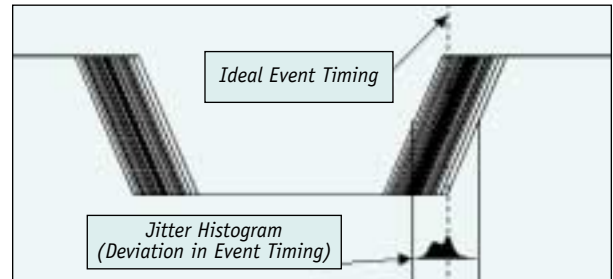 Ideal Event Timing
Jitter Histogram
(Deviation in Event Timing)